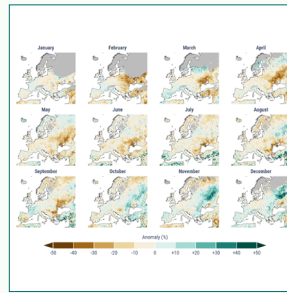 January February March April
May June July August
September October November December
Anomaly (%)
-50 -40 -30 -20 -10 0 +10 +20 +30 +40 +50